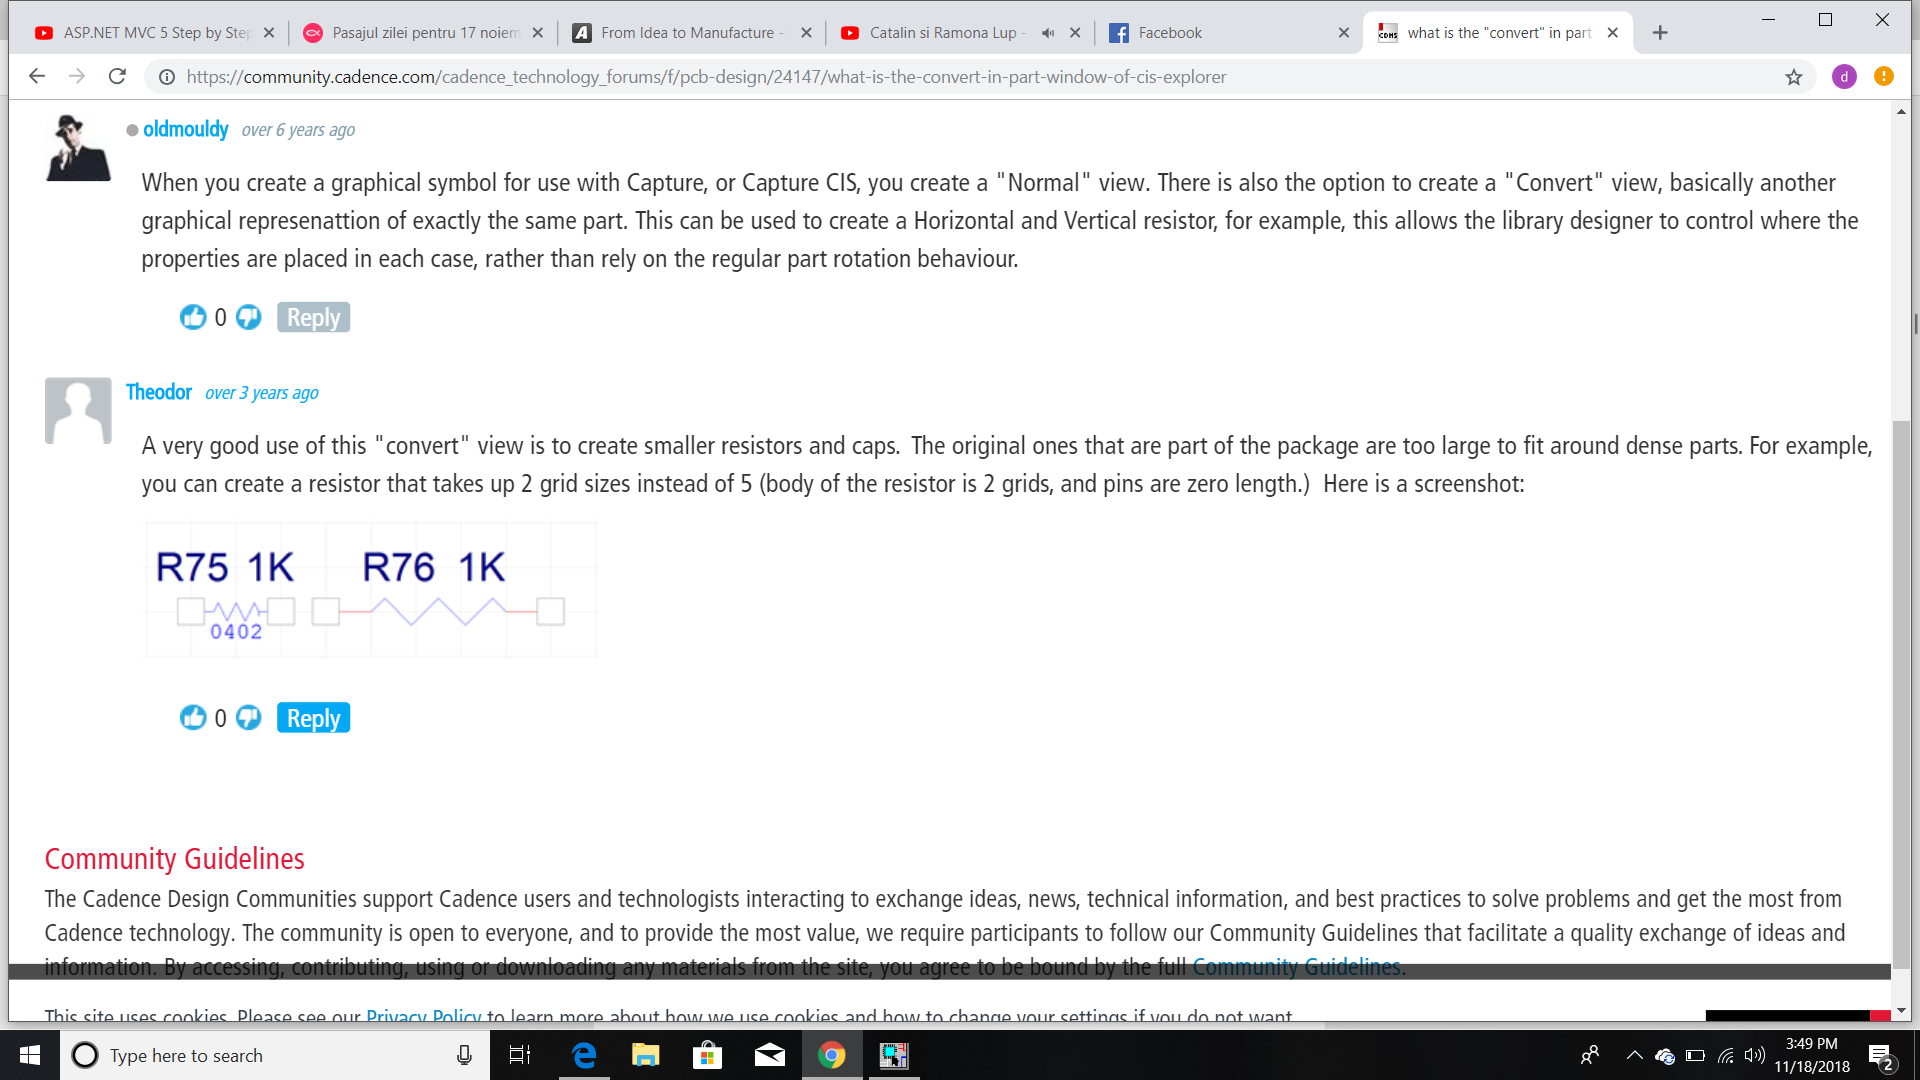 ASP.NET MVC 5 Step by Step
Pasajul zilei pentru 17 noiem
From Idea to Manufacture -
Catalin si Ramona Lup -
Facebook
CDNS
what is the "convert" in part
https://community.cadence.com/cadence_technology_forums/f/pcb-design/24147/what-is-the-convert-in-part-window-of-cis-explorer
d
oldmouldy over 6 years ago
When you create a graphical symbol for use with Capture, or Capture CIS, you create a "Normal" view. There is also the option to create a "Convert" view, basically another
graphical represenattion of exactly the same part. This can be used to create a Horizontal and Vertical resistor, for example, this allows the library designer to control where the
properties are placed in each case, rather than rely on the regular part rotation behaviour.
0 Reply
Theodor over 3 years ago
A very good use of this "convert" view is to create smaller resistors and caps. The original ones that are part of the package are too large to fit around dense parts. For example,
you can create a resistor that takes up 2 grid sizes instead of 5 (body of the resistor is 2 grids, and pins are zero length.) Here is a screenshot:
R75 1K R76 1K
0402
0 Reply
Community Guidelines
The Cadence Design Communities support Cadence users and technologists interacting to exchange ideas, news, technical information, and best practices to solve problems and get the most from
Cadence technology. The community is open to everyone, and to provide the most value, we require participants to follow our Community Guidelines that facilitate a quality exchange of ideas and
information. By accessing, contributing, using or downloading any materials from the site, you agree to be bound by the full Community Guidelines.
This site uses cookies. Please see our Privacy Policy to learn more about how we use cookies and how to change your settings if you do not want
Type here to search
3:49 PM
11/18/2018
2